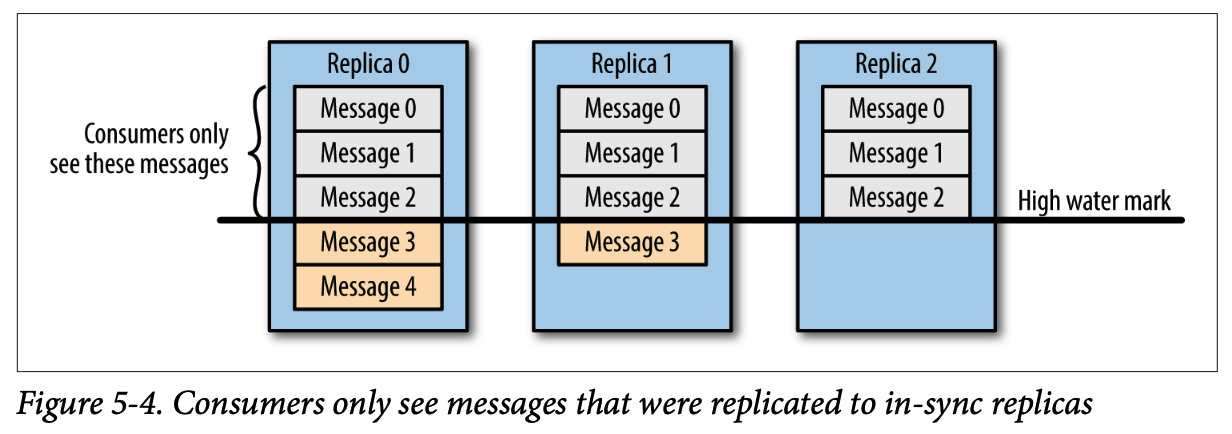 Replica 0
Replica 1
Replica 2
Consumers only
see these messages
Message 0
Message 1
Message 2
Message 3
Message 4
Message 0
Message 1
Message 2
Message 3
Message 0
Message 1
Message 2
High water mark
Figure 5-4. Consumers only see messages that were replicated to in-sync replicas